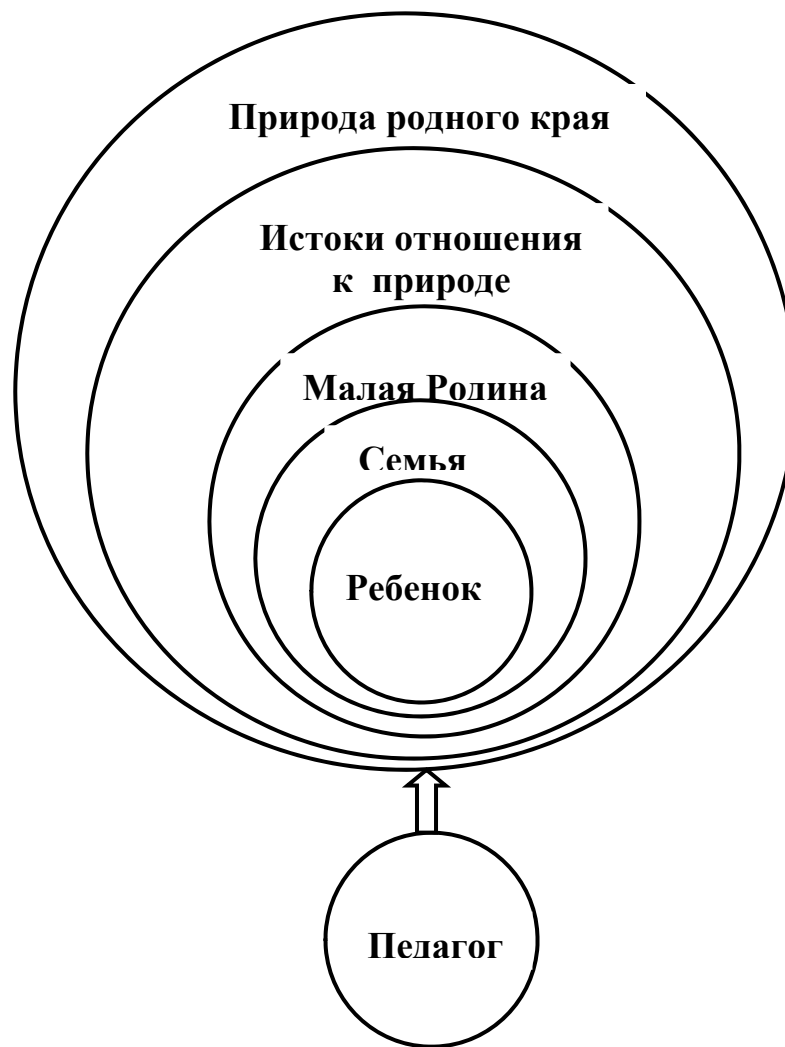 Природа родного края
Истоки отношения
к природе
Малая Родина
Семья
Ребенок
Педагог